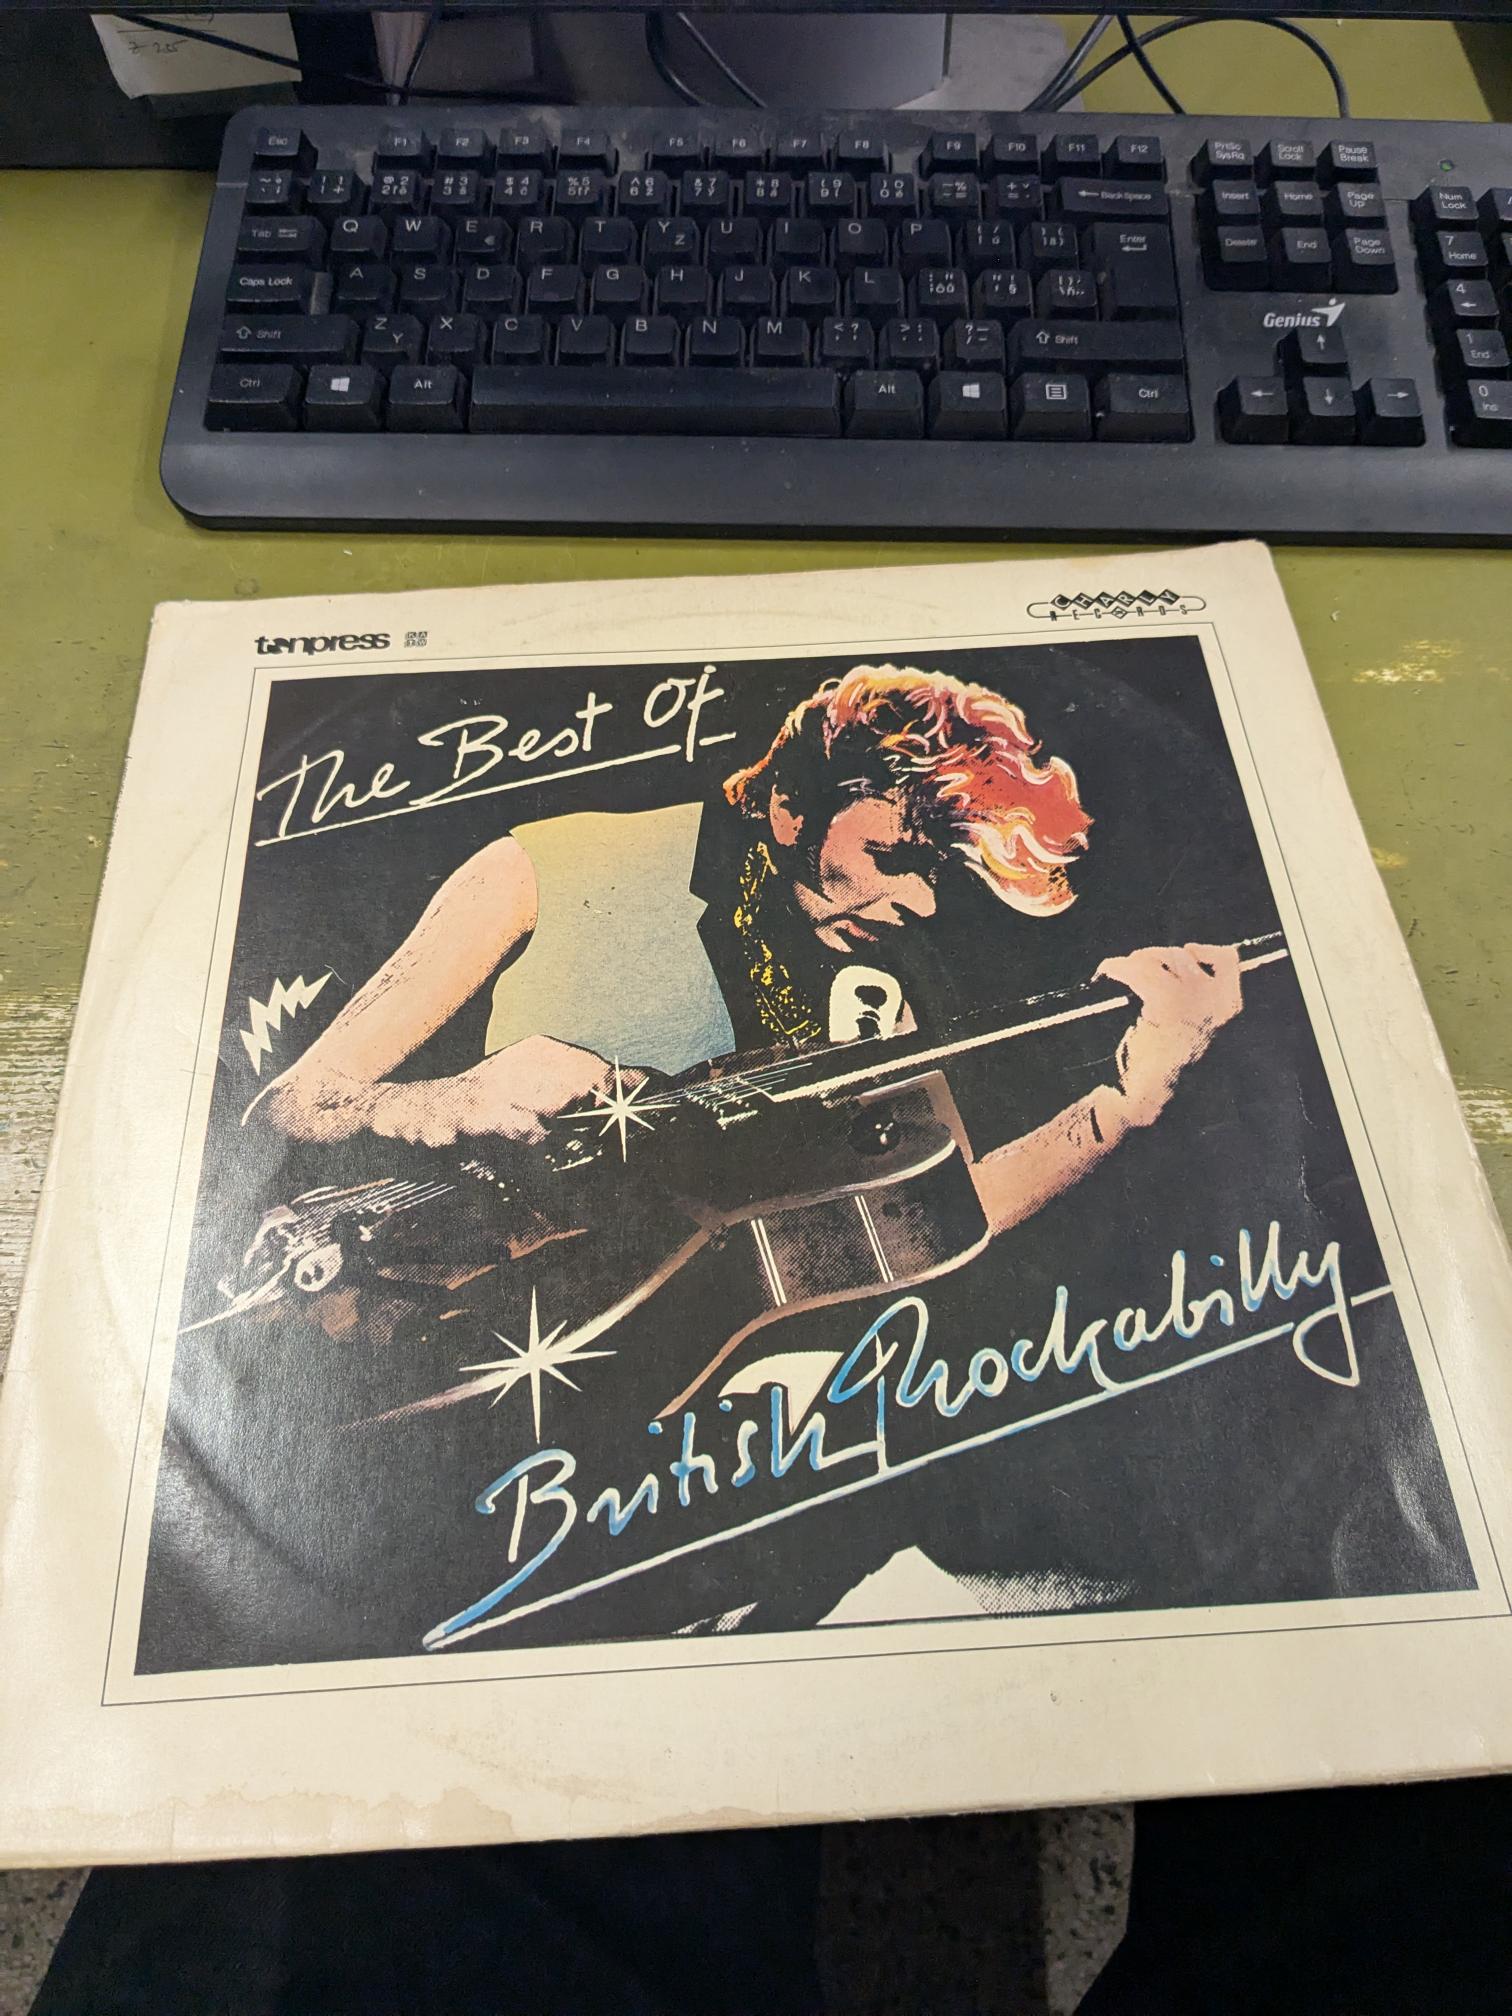 Esc F1 F2 F3 F4 F5 F6 F7 F8 F9 F10 F11 F12 PrtSc SysRq Scroll Lock Pause Break
BackSpace Insert Home Page Up Num Lock
Tab Q W E € R T Y Z U I O P Enter Delete End Page Down 7 Home
Caps Lock A S D F G H J K L 4
Genius
Shift Z Y X C V B N M Shift 1 End
Ctrl Alt Alt Ctrl 0 Ins
tonpress KAW
CHARLY RECORDS
The Best Of
British Rockabilly